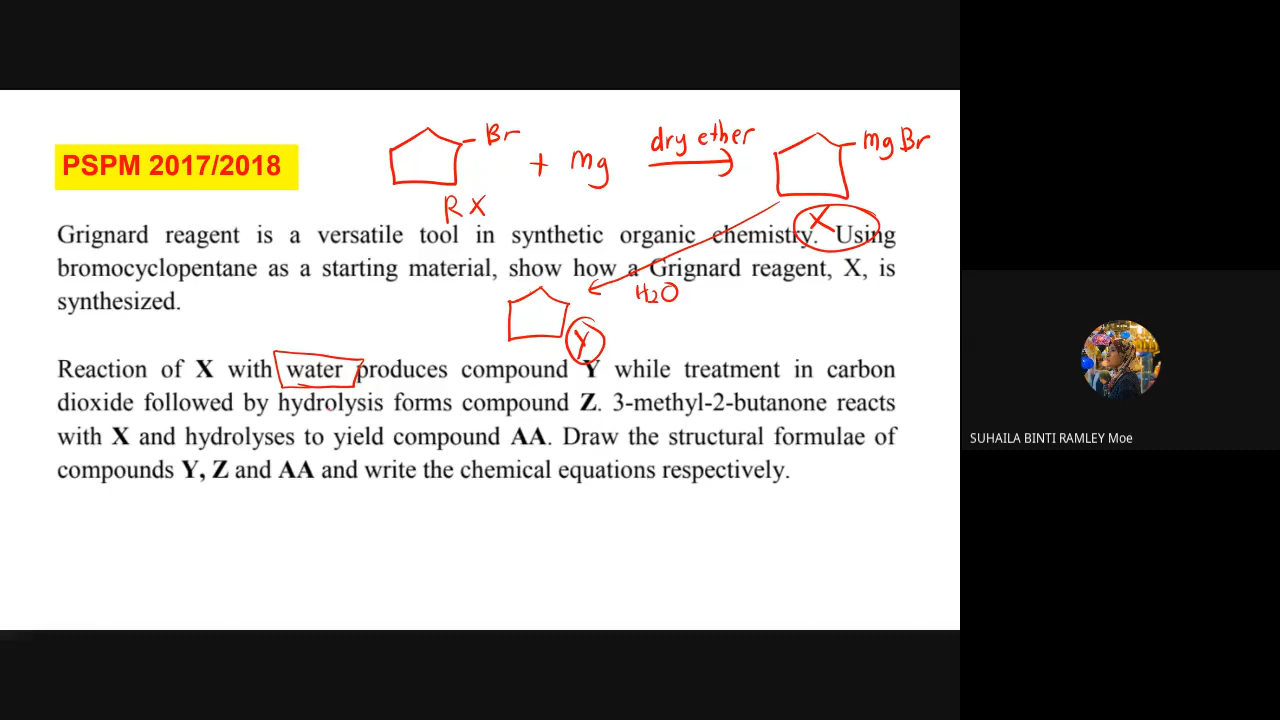 Br
+ Mg
dry ether
MgBr
PSPM 2017/2018
RX
X
Grignard reagent is a versatile tool in synthetic organic chemistry. Using
bromocyclopentane as a starting material, show how a Grignard reagent, X, is
synthesized.
H₂O
Y
Reaction of X with water produces compound Y while treatment in carbon
dioxide followed by hydrolysis forms compound Z. 3-methyl-2-butanone reacts
with X and hydrolyses to yield compound AA. Draw the structural formulae of
compounds Y, Z and AA and write the chemical equations respectively.
SUHAILA BINTI RAMLEY Moe